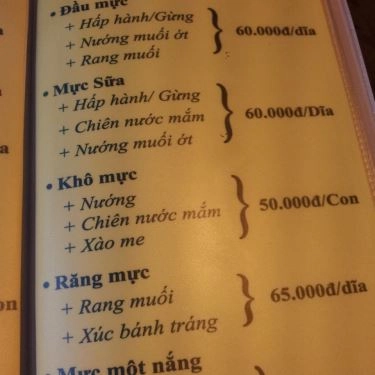 • Đầu mực
+ Hấp hành/Gừng
+ Nướng muối ớt
+ Rang muối
60.000đ/dĩa
• Mực Sữa
+ Hấp hành/ Gừng
+ Chiên nước mắm
+ Nướng muối ớt
60.000đ/Dĩa
• Khô mực
+ Nướng
+ Chiên nước mắm
+ Xào me
50.000đ/Con
• Răng mực
+ Rang muối
+ Xúc bánh tráng
65.000đ/dĩa
• Mực một nắng